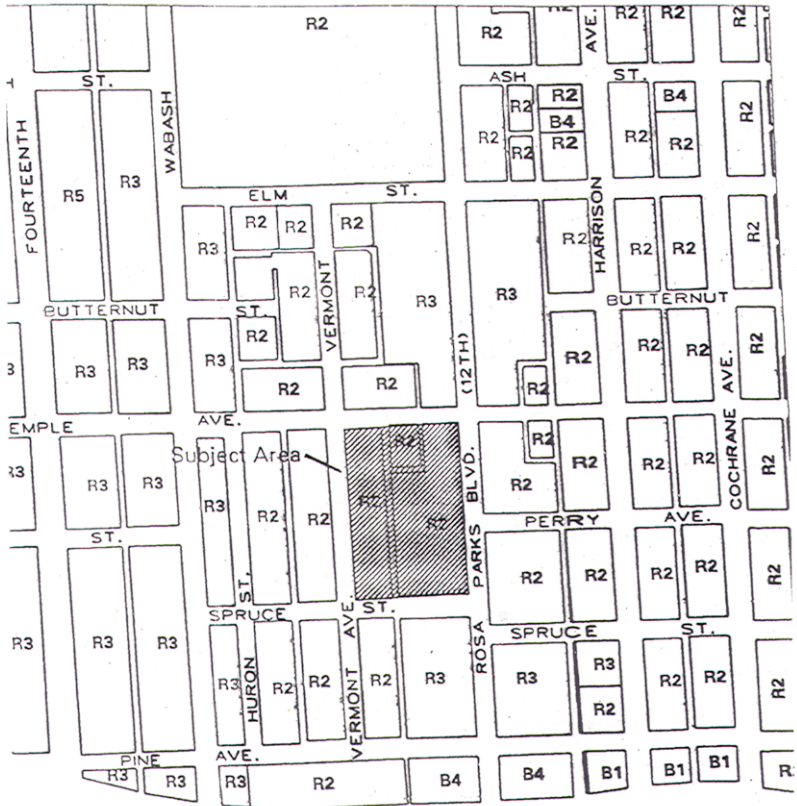 R2
R2
AVE.
R2
R2
R2
ST.
ASH
ST.
R2
R2
R2
B4
B4
R2
R2
R2
R2
R2
R2
FOURTEENTH
WABASH
R5
R3
ELM
ST.
HARRISON
R3
R2
R2
R2
R3
R3
R2
R2
R2
R2
R2
R2
VERMONT
BUTTERNUT
ST.
BUTTERNUT
(12TH)
R3
R3
R3
R2
R2
R2
R2
R2
R2
R2
R2
COCHRANE AVE.
EMPLE
AVE.
R3
R3
R3
R3
Subject Area
R2
R2
R2
R2
R2
R2
R2
R2
R2
R2
R2
ROSA PARKS BLVD.
PERRY
AVE.
ST.
R3
R3
R3
R2
R2
R2
R2
R2
SPRUCE
ST.
SPRUCE
ST.
HURON ST.
VERMONT AVE.
R3
R2
R2
R2
R3
R3
R3
R2
R2
R2
R2
PINE
AVE.
R3
R3
R3
R2
B4
B4
B1
B1
B1